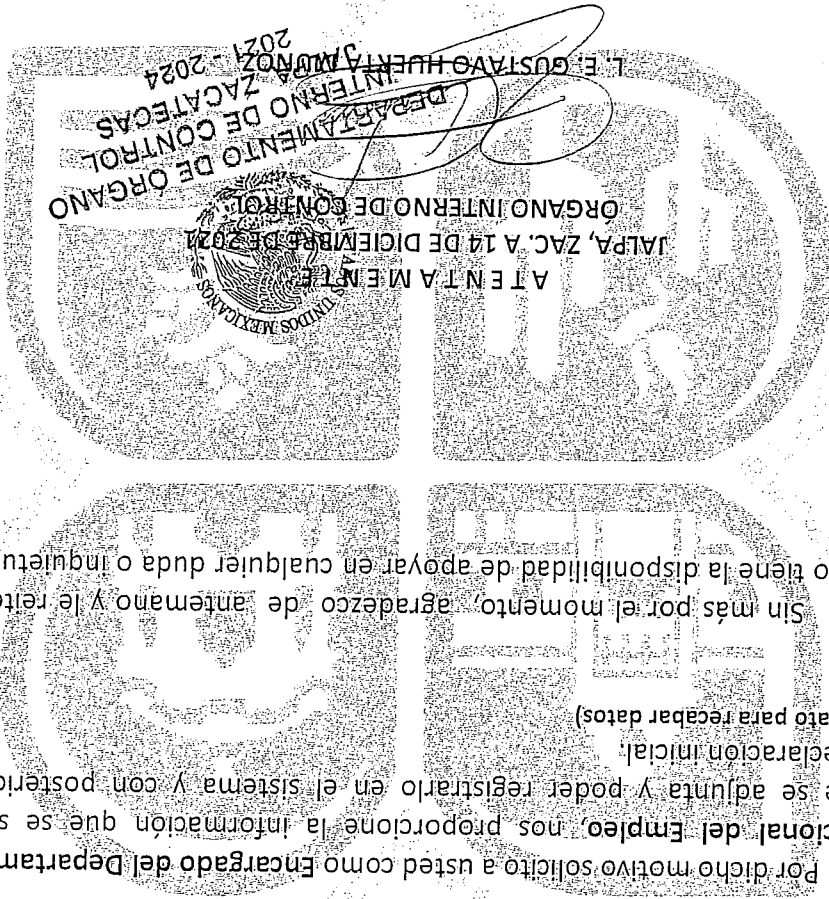 Por dicho motivo solicito a usted como Encargado del Departam
cional del Empleo, nos proporcione la información que se s
e se adjunta y poder registrarlo en el sistema y con posterio
eclaración inicial.
ato para recabar datos)
Sin más por el momento, agradezco de antemano y le reite
o tiene la disponibilidad de apoyar en cualquier duda o inquietu
A T E N T A M E N T E
JALPA, ZAC. A 14 DE DICIEMBRE DE 2021
ÓRGANO INTERNO DE CONTROL
UNIDOS MEXICANOS
DEPARTAMENTO DE ÓRGANO
INTERNO DE CONTROL
ZACATECAS
2021 - 2024
L. E. GUSTAVO HUERTA MUÑOZ